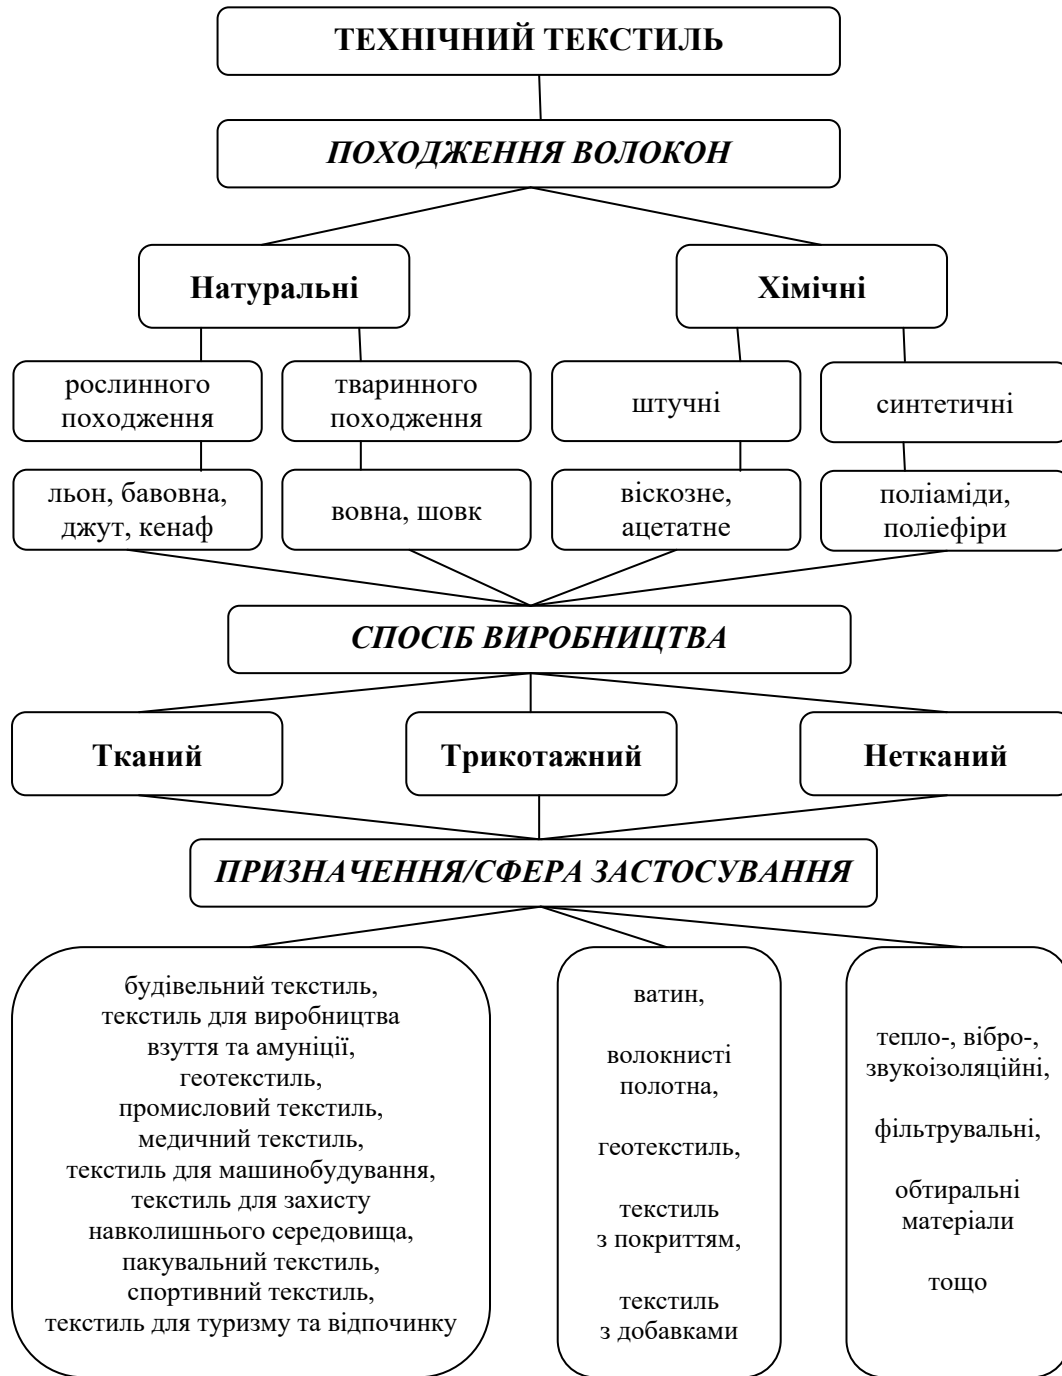 ТЕХНІЧНИЙ ТЕКСТИЛЬ
ПОХОДЖЕННЯ ВОЛОКОН
Натуральні
Хімічні
рослинного
походження
тваринного
походження
штучні
синтетичні
льон, бавовна,
джут, кенаф
вовна, шовк
віскозне,
ацетатне
поліаміди,
поліефіри
СПОСІБ ВИРОБНИЦТВА
Тканий
Трикотажний
Нетканий
ПРИЗНАЧЕННЯ/СФЕРА ЗАСТОСУВАННЯ
будівельний текстиль,
текстиль для виробництва
взуття та амуніції,
геотекстиль,
промисловий текстиль,
медичний текстиль,
текстиль для машинобудування,
текстиль для захисту
навколишнього середовища,
пакувальний текстиль,
спортивний текстиль,
текстиль для туризму та відпочинку
ватин,
волокнисті
полотна,
геотекстиль,
текстиль
з покриттям,
текстиль
з добавками
тепло-, вібро-,
звукоізоляційні,
фільтрувальні,
обтиральні
матеріали
тощо